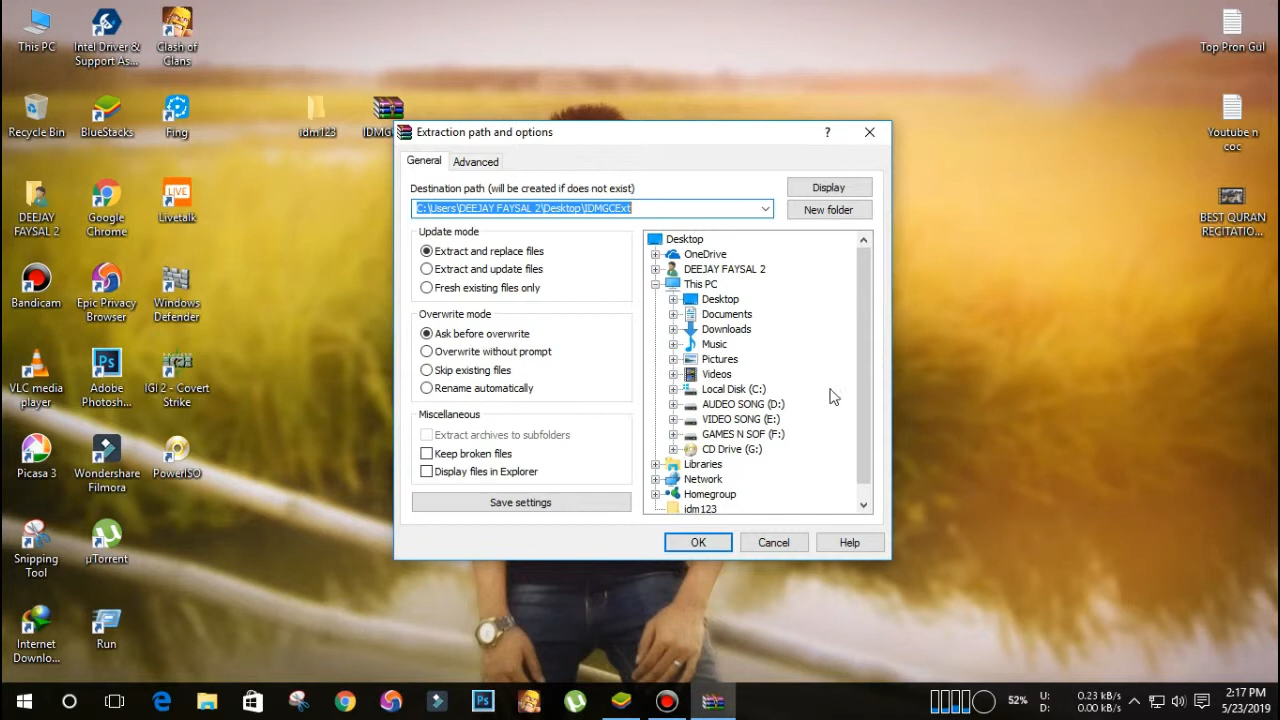 This PC
Intel Driver &
Support As...
Clash of
Clans
Top Pron Gul
Recycle Bin
BlueStacks
Fing
idm123
Youtube n
coc
DEEJAY
FAYSAL 2
Google
Chrome
LIVE
Livetalk
BEST QURAN
RECITATIO...
Bandicam
Epic Privacy
Browser
Windows
Defender
VLC media
player
Ps
Adobe
Photosh...
IGI 2 - Covert
Strike
Picasa 3
Wondershare
Filmora
PowerISO
Snipping
Tool
µTorrent
Internet
Downlo...
Run
Extraction path and options
?
General
Advanced
Destination path (will be created if does not exist)
Display
C:\Users\DEEJAY FAYSAL 2\Desktop\IDMGCExt
New folder
Update mode
Extract and replace files
Extract and update files
Fresh existing files only
Overwrite mode
Ask before overwrite
Overwrite without prompt
Skip existing files
Rename automatically
Miscellaneous
Extract archives to subfolders
Keep broken files
Display files in Explorer
Save settings
Desktop
OneDrive
DEEJAY FAYSAL 2
This PC
Desktop
Documents
Downloads
Music
Pictures
Videos
Local Disk (C:)
AUDEO SONG (D:)
VIDEO SONG (E:)
GAMES N SOF (F:)
CD Drive (G:)
Libraries
Network
Homegroup
idm123
OK
Cancel
Help
Ps
52%
U: 0.23 kB/s
D: 0.00 kB/s
2:17 PM
5/23/2019